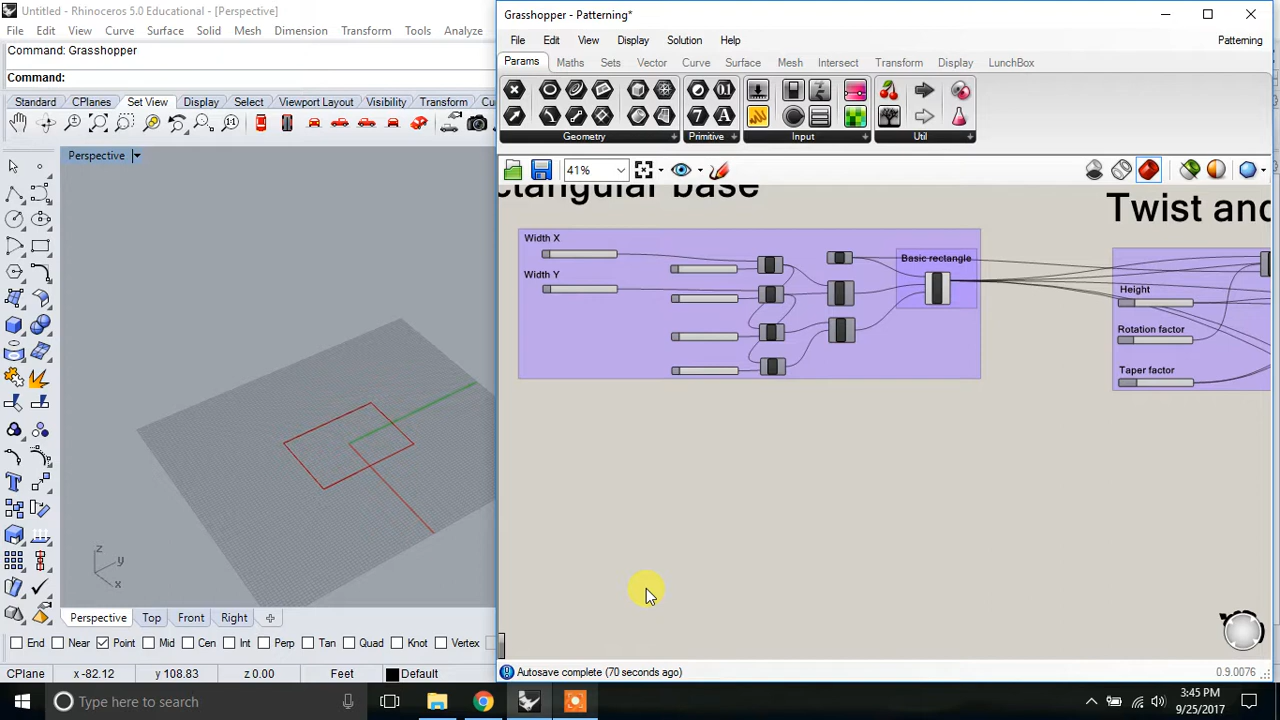 Untitled - Rhinoceros 5.0 Educational - [Perspective]
File Edit View Curve Surface Solid Mesh Dimension Transform Tools Analyze
Command: Grasshopper
Command:
Standard CPlanes Set View Display Select Viewport Layout Visibility Transform Cu
Perspective
z y x
Perspective Top Front Right
End Near Point Mid Cen Int Perp Tan Quad Knot Vertex
CPlane x -82.12 y 108.83 z 0.00 Feet Default
Grasshopper - Patterning*
File Edit View Display Solution Help Patterning
Params Maths Sets Vector Curve Surface Mesh Intersect Transform Display LunchBox
Geometry Primitive Input Util
41%
ctangular base
Twist and
Width X
Width Y
Basic rectangle
Height
Rotation factor
Taper factor
Autosave complete (70 seconds ago)
0.9.0076
Type here to search
3:45 PM
9/25/2017